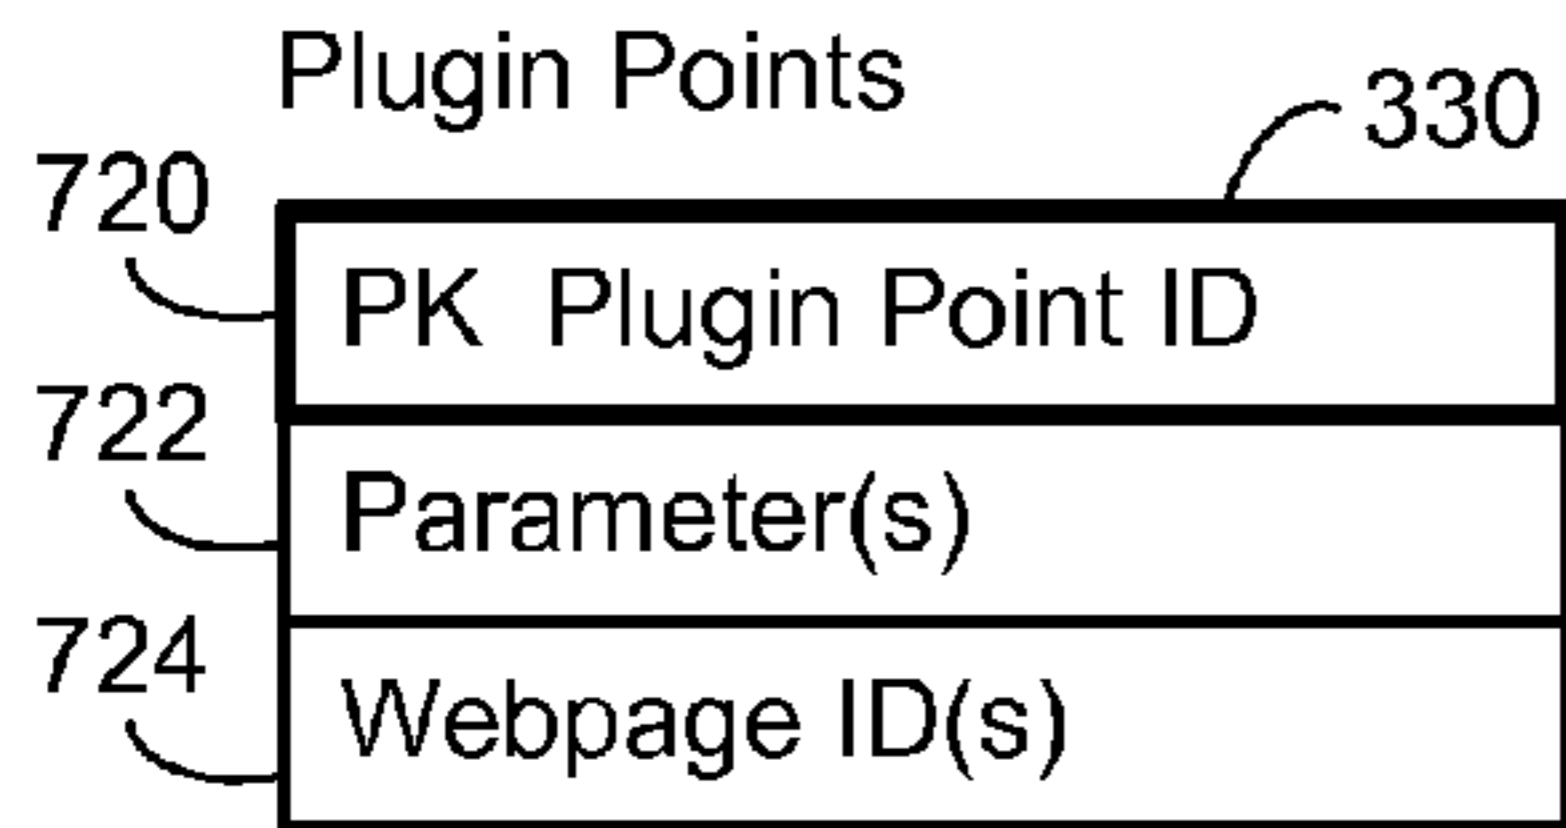 Plugin Points
330
720
PK Plugin Point ID
722
Parameter(s)
724
Webpage ID(s)